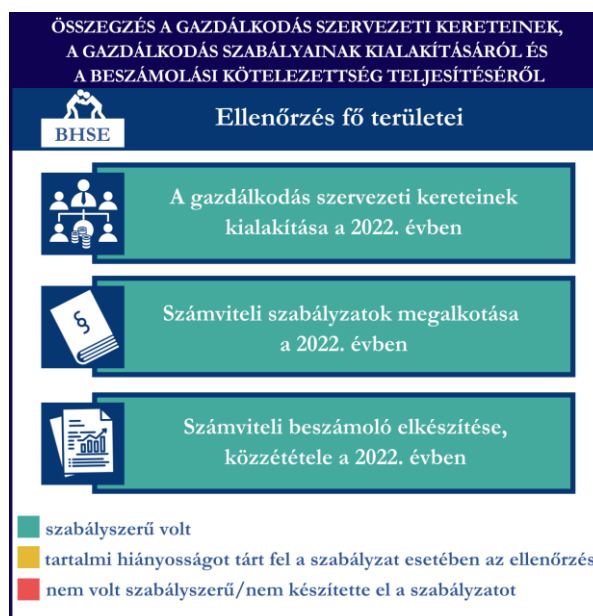 ÖSSZEGZÉS A GAZDÁLKODÁS SZERVEZETI KERETEINEK,
A GAZDÁLKODÁS SZABÁLYAINAK KIALAKÍTÁSÁRÓL ÉS
A BESZÁMOLÁSI KÖTELEZETTSÉG TELJESÍTÉSÉRŐL
BHSE
Ellenőrzés fő területei
A gazdálkodás szervezeti kereteinek
kialakítása a 2022. évben
§
Számviteli szabályzatok megalkotása
a 2022. évben
Számviteli beszámoló elkészítése,
közzététele a 2022. évben
szabályszerű volt
tartalmi hiányosságot tárt fel a szabályzat esetében az ellenőrzés
nem volt szabályszerű/nem készítette el a szabályzatot